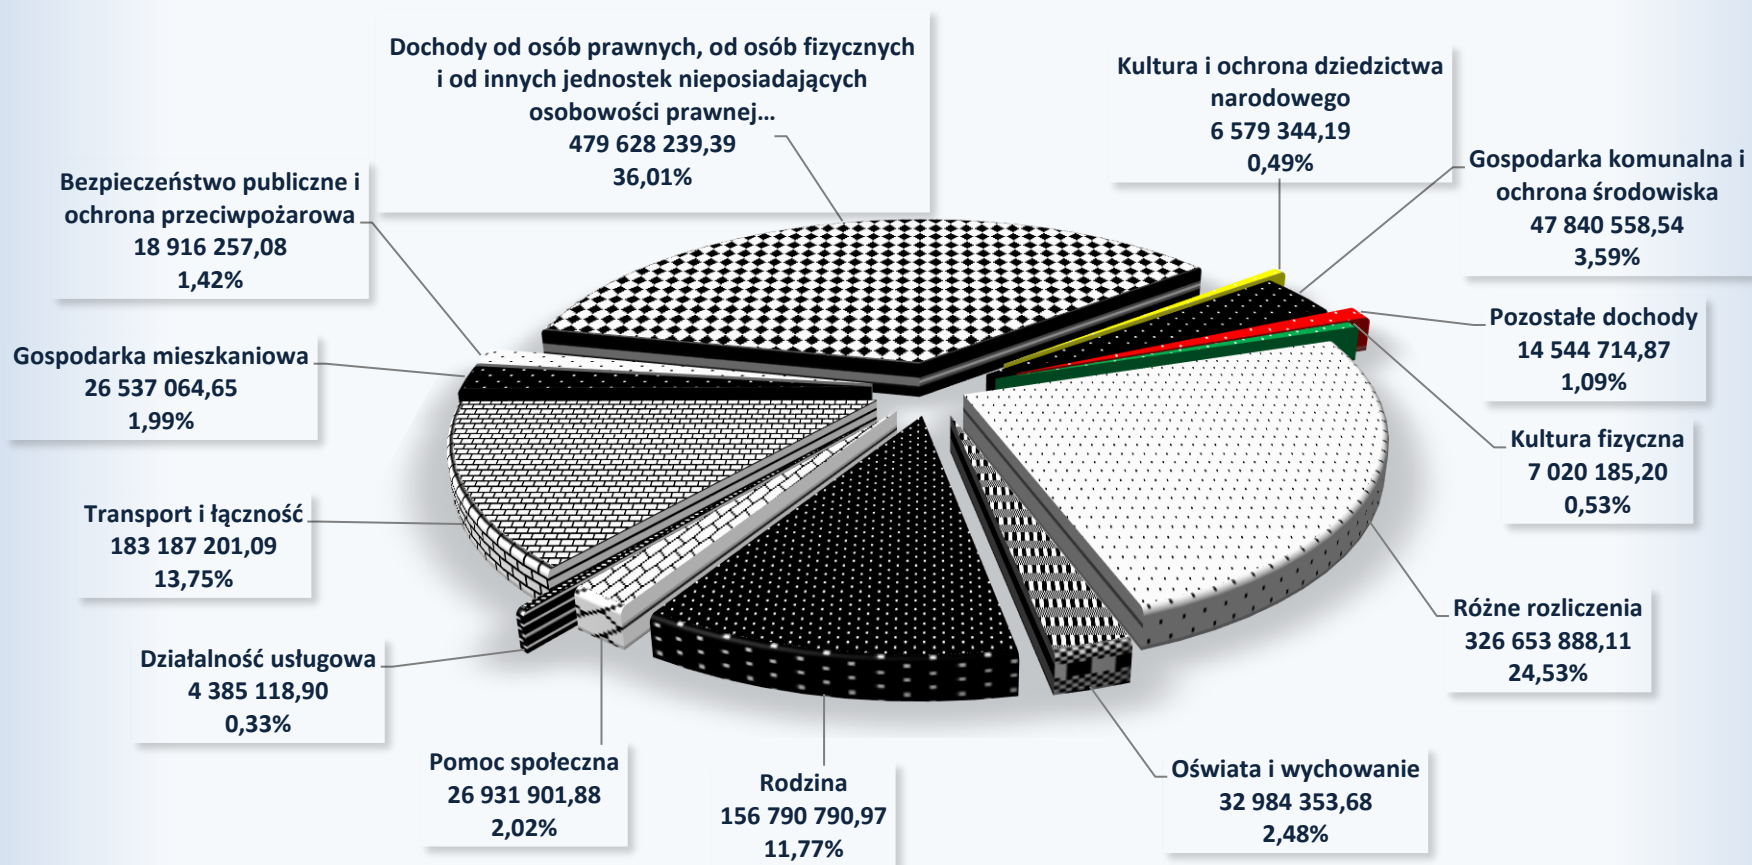 Dochody od osób prawnych, od osób fizycznych
i od innych jednostek nieposiadających
osobowości prawnej...
479 628 239,39
36,01%
Kultura i ochrona dziedzictwa
narodowego
6 579 344,19
0,49%
Gospodarka komunalna i
ochrona środowiska
47 840 558,54
3,59%
Pozostałe dochody
14 544 714,87
1,09%
Kultura fizyczna
7 020 185,20
0,53%
Różne rozliczenia
326 653 888,11
24,53%
Oświata i wychowanie
32 984 353,68
2,48%
Rodzina
156 790 790,97
11,77%
Pomoc społeczna
26 931 901,88
2,02%
Działalność usługowa
4 385 118,90
0,33%
Transport i łączność
183 187 201,09
13,75%
Gospodarka mieszkaniowa
26 537 064,65
1,99%
Bezpieczeństwo publiczne i
ochrona przeciwpożarowa
18 916 257,08
1,42%